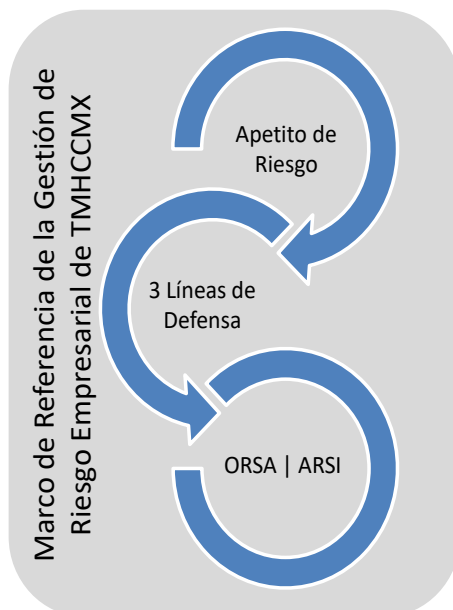 Marco de Referencia de la Gestión de
Riesgo Empresarial de TMHCCMX
Apetito de
Riesgo
3 Líneas de
Defensa
ORSA | ARSI